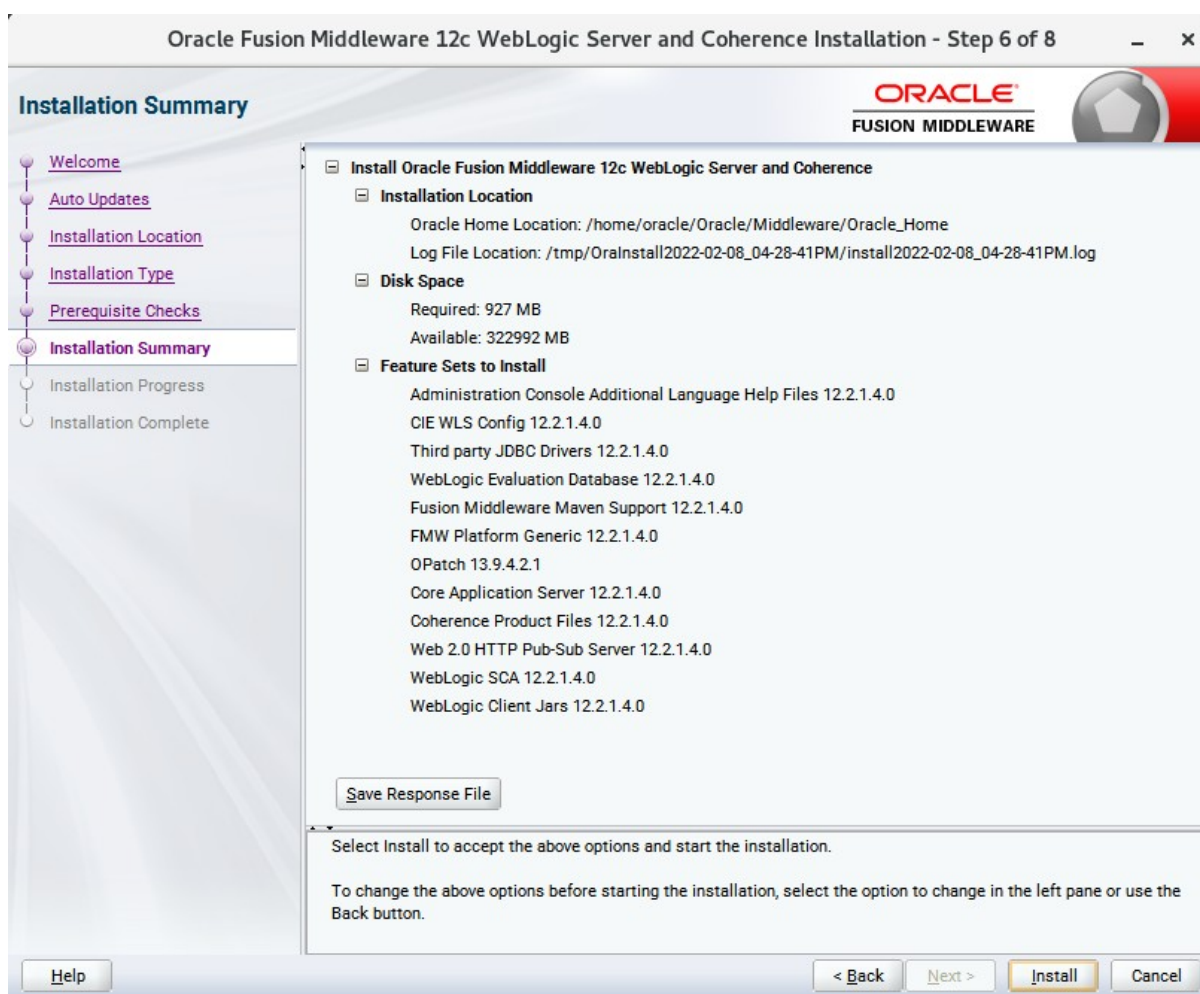 Oracle Fusion Middleware 12c WebLogic Server and Coherence Installation - Step 6 of 8
Installation Summary
ORACLE
FUSION MIDDLEWARE
Welcome
Auto Updates
Installation Location
Installation Type
Prerequisite Checks
Installation Summary
Installation Progress
Installation Complete
Install Oracle Fusion Middleware 12c WebLogic Server and Coherence
Installation Location
Oracle Home Location: /home/oracle/Oracle/Middleware/Oracle_Home
Log File Location: /tmp/OraInstall2022-02-08_04-28-41PM/install2022-02-08_04-28-41PM.log
Disk Space
Required: 927 MB
Available: 322992 MB
Feature Sets to Install
Administration Console Additional Language Help Files 12.2.1.4.0
CIE WLS Config 12.2.1.4.0
Third party JDBC Drivers 12.2.1.4.0
WebLogic Evaluation Database 12.2.1.4.0
Fusion Middleware Maven Support 12.2.1.4.0
FMW Platform Generic 12.2.1.4.0
OPatch 13.9.4.2.1
Core Application Server 12.2.1.4.0
Coherence Product Files 12.2.1.4.0
Web 2.0 HTTP Pub-Sub Server 12.2.1.4.0
WebLogic SCA 12.2.1.4.0
WebLogic Client Jars 12.2.1.4.0
Save Response File
Select Install to accept the above options and start the installation.
To change the above options before starting the installation, select the option to change in the left pane or use the
Back button.
Help
< Back
Next >
Install
Cancel